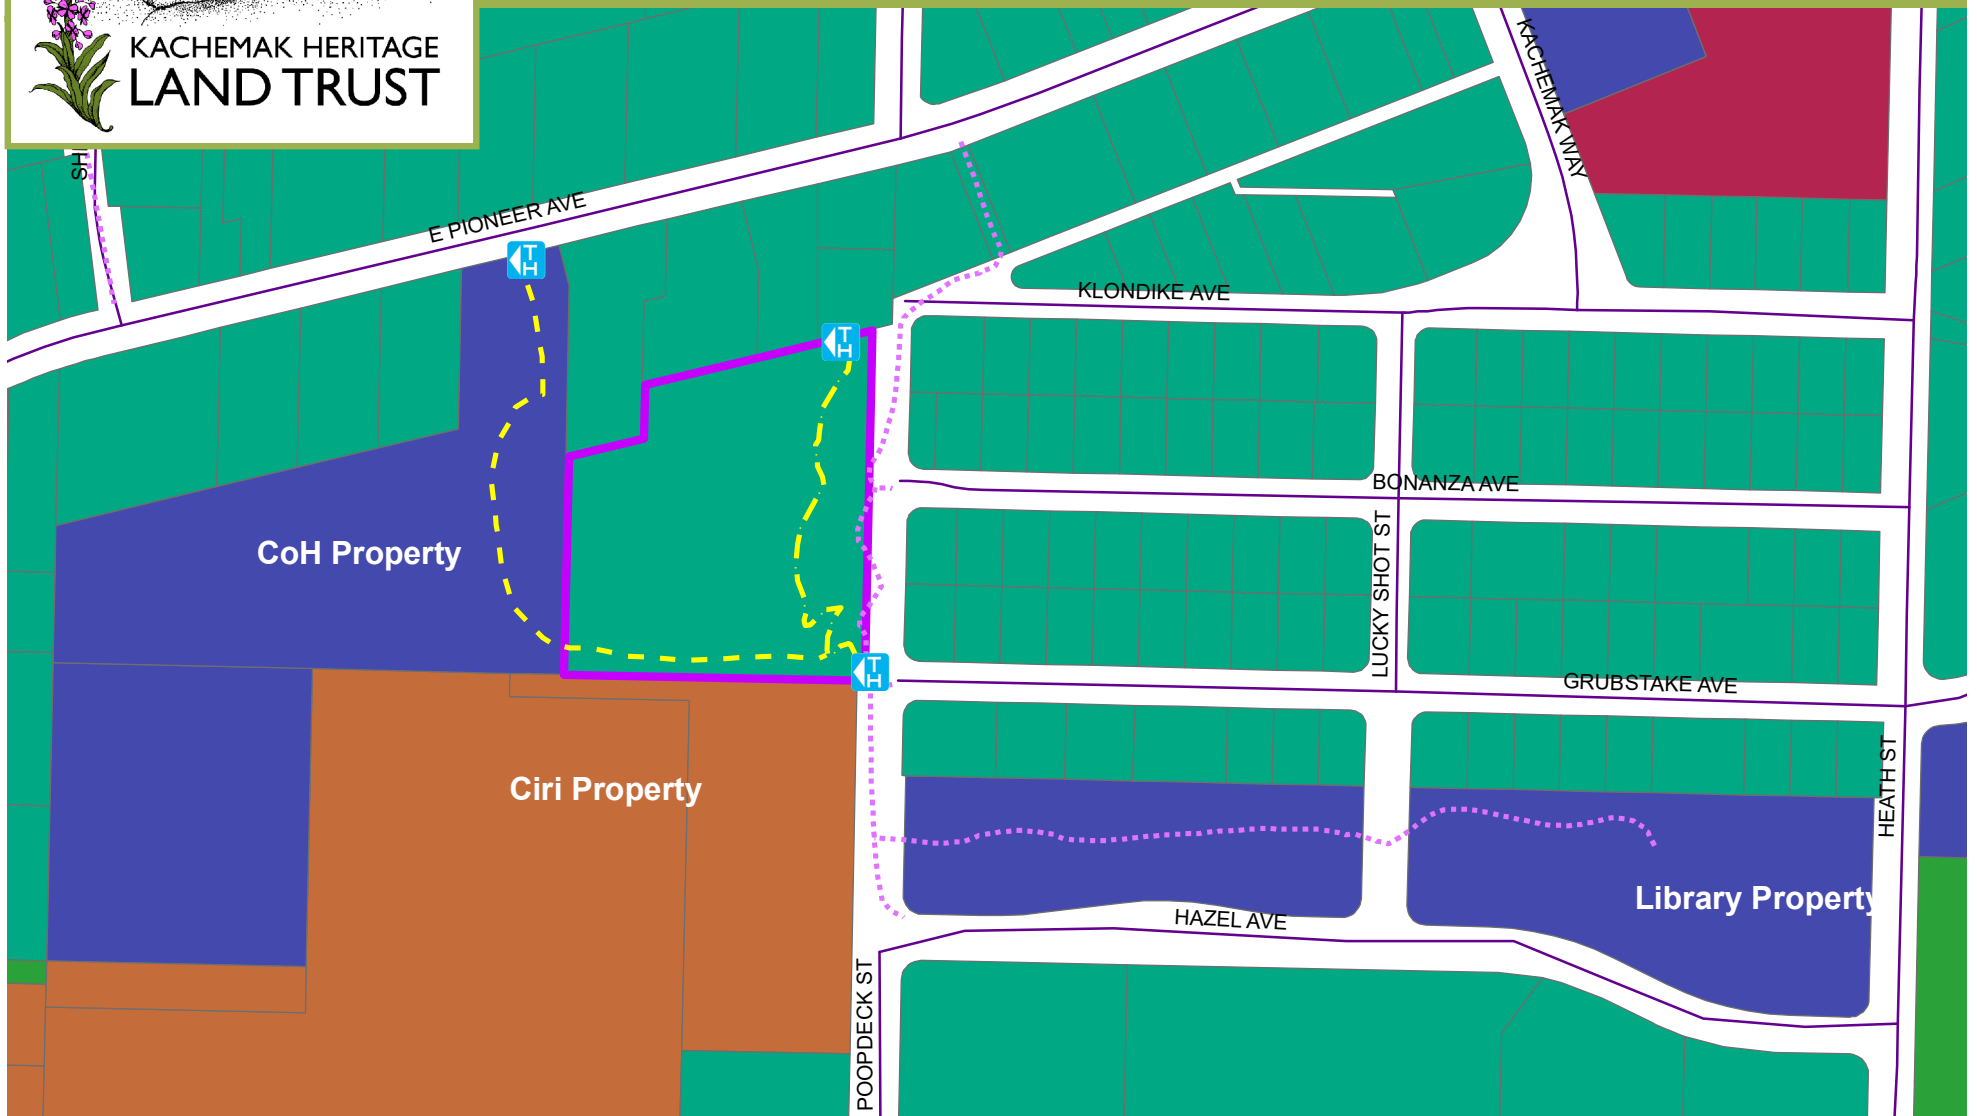 KACHEMAK HERITAGE
LAND TRUST
KACHEMAK WAY
SH
E PIONEER AVE
TH
KLONDIKE AVE
TH
BONANZA AVE
LUCKY SHOT ST
CoH Property
TH
GRUBSTAKE AVE
Ciri Property
HEATH ST
Library Property
HAZEL AVE
POOPDECK ST